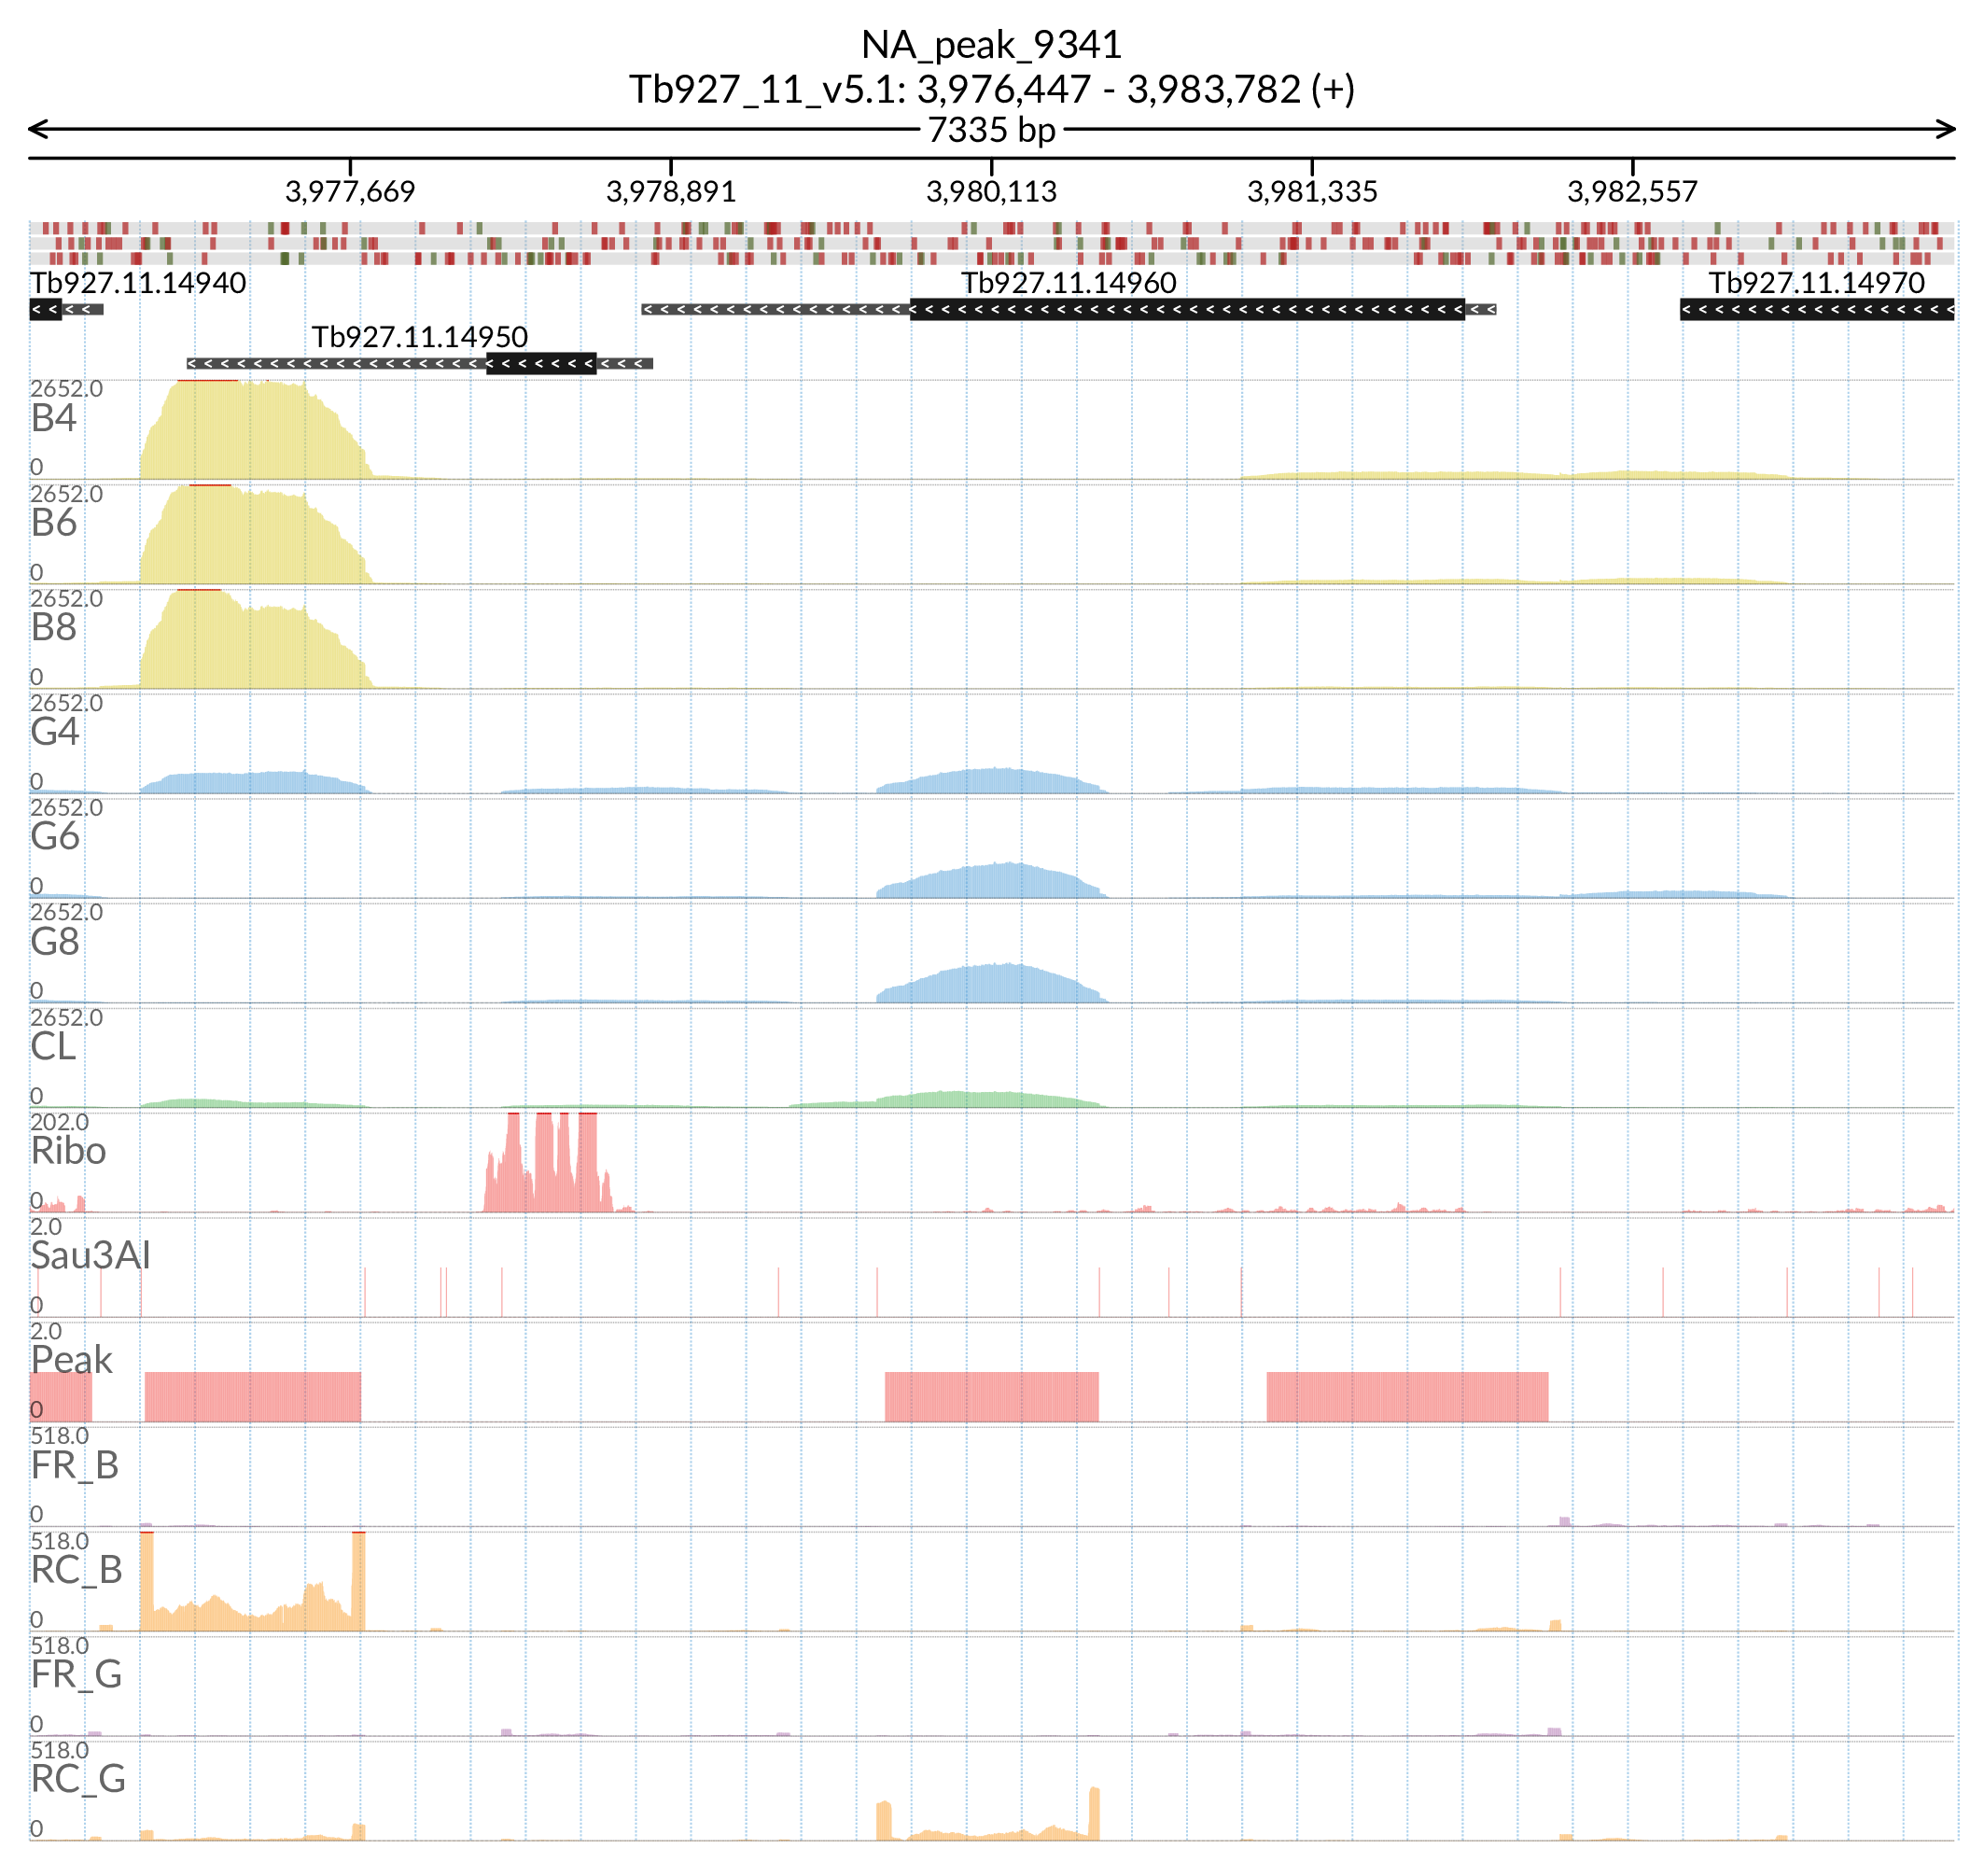 NA_peak_9341
Tb927_11_v5.1: 3,976,447 - 3,983,782 (+)
7335 bp
3,977,669 3,978,891 3,980,113 3,981,335 3,982,557
Tb927.11.14940 Tb927.11.14960 Tb927.11.14970
Tb927.11.14950
2652.0
B4
0
2652.0
B6
0
2652.0
B8
0
2652.0
G4
0
2652.0
G6
0
2652.0
G8
0
2652.0
CL
0
202.0
Ribo
0
2.0
Sau3AI
0
2.0
Peak
0
518.0
FR_B
0
518.0
RC_B
0
518.0
FR_G
0
518.0
RC_G
0